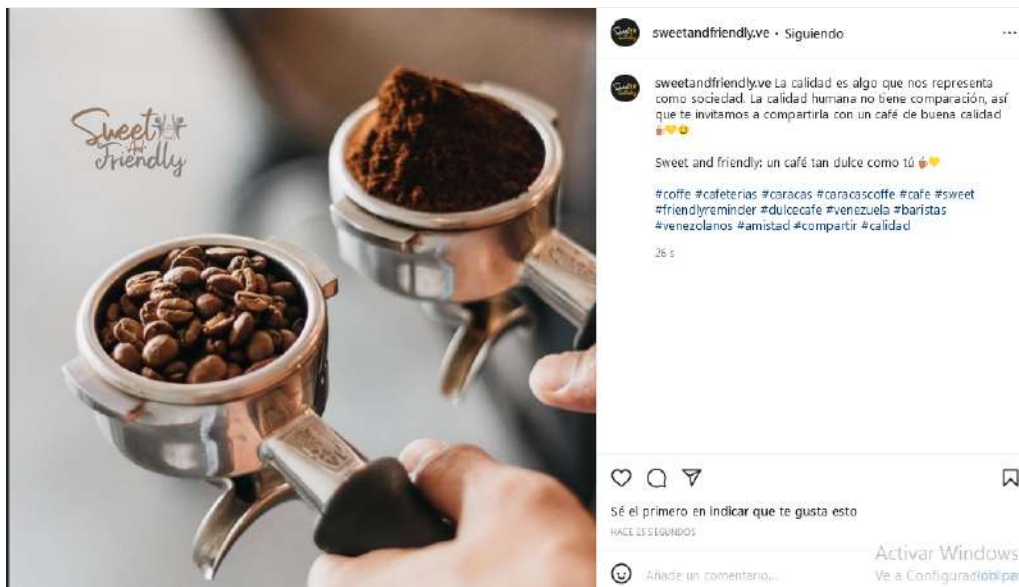 Sweet
And
Friendly
sweetandfriendly.ve • Siguiendo
sweetandfriendly.ve La calidad es algo que nos representa
como sociedad. La calidad humana no tiene comparación, así
que te invitamos a compartirla con un café de buena calidad
☕💛😃
Sweet and friendly: un café tan dulce como tú ☕💛
#coffe #cafeterias #caracas #caracascoffe #cafe #sweet
#friendlyreminder #dulcecafe #venezuela #baristas
#venezolanos #amistad #compartir #calidad
26 s
Sé el primero en indicar que te gusta esto
HACE 25 SEGUNDOS
Añade un comentario...
Activar Windows
Ve a Configuración pa